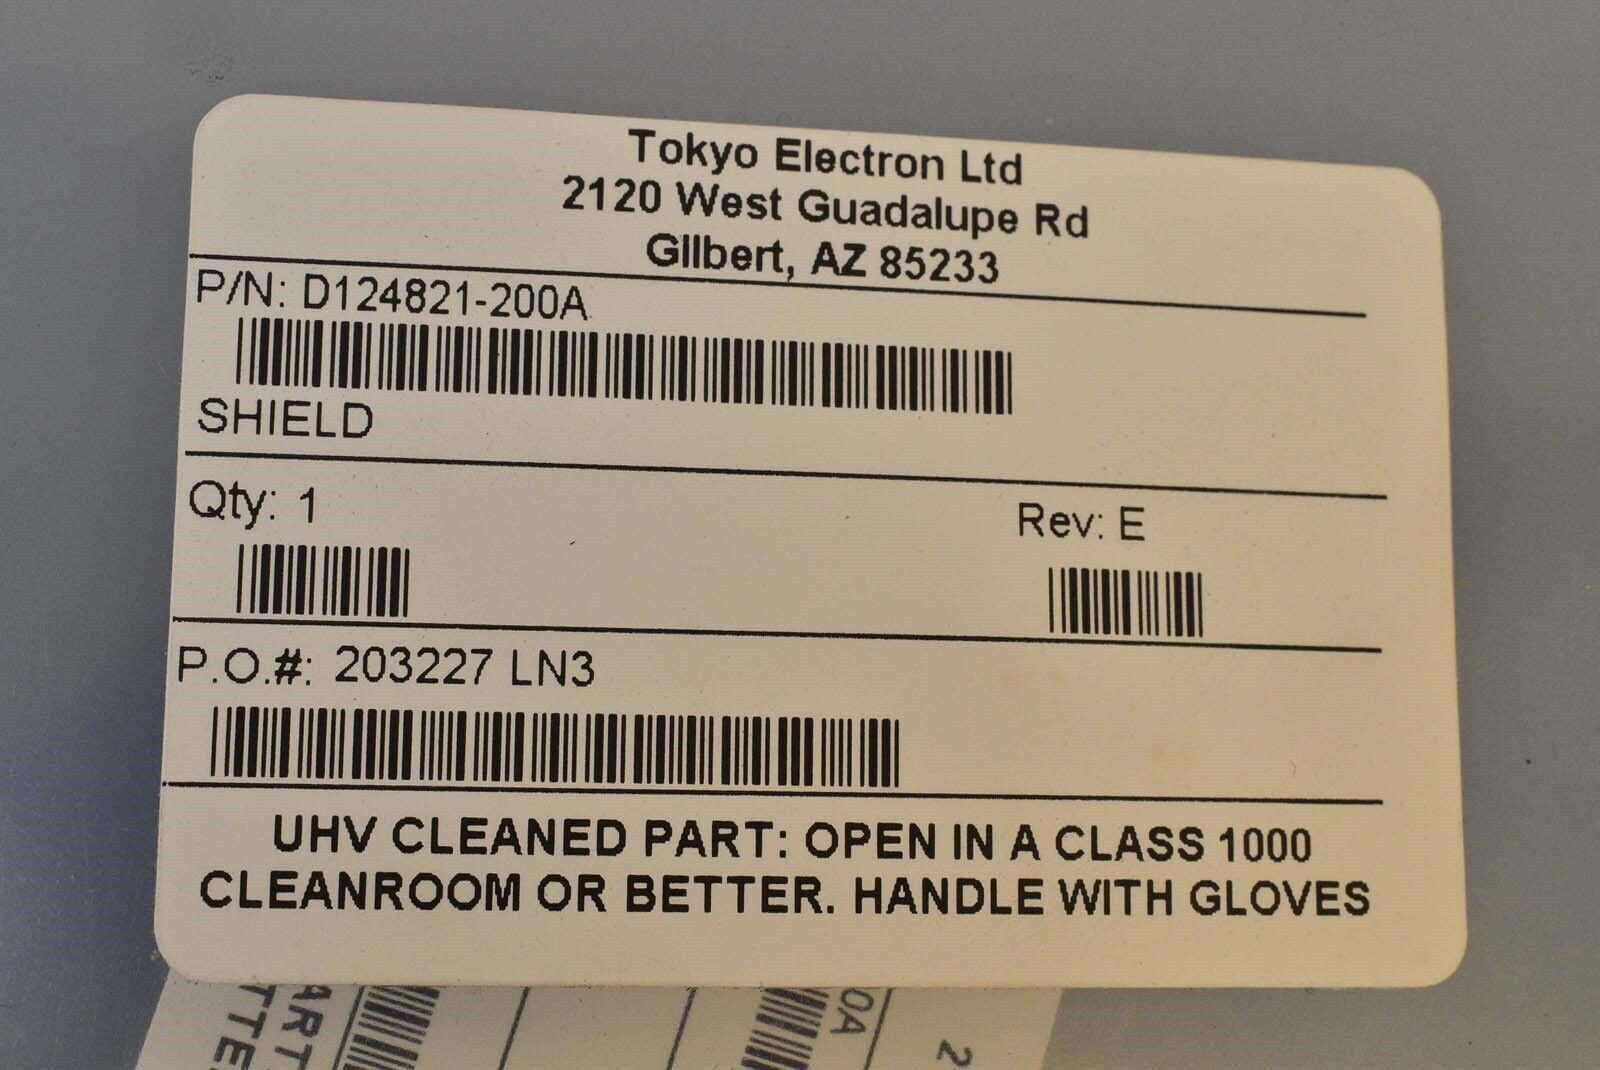 Tokyo Electron Ltd
2120 West Guadalupe Rd
Gilbert, AZ 85233
P/N: D124821-200A
SHIELD
Qty: 1
Rev: E
P.O.#: 203227 LN3
UHV CLEANED PART: OPEN IN A CLASS 1000
CLEANROOM OR BETTER. HANDLE WITH GLOVES